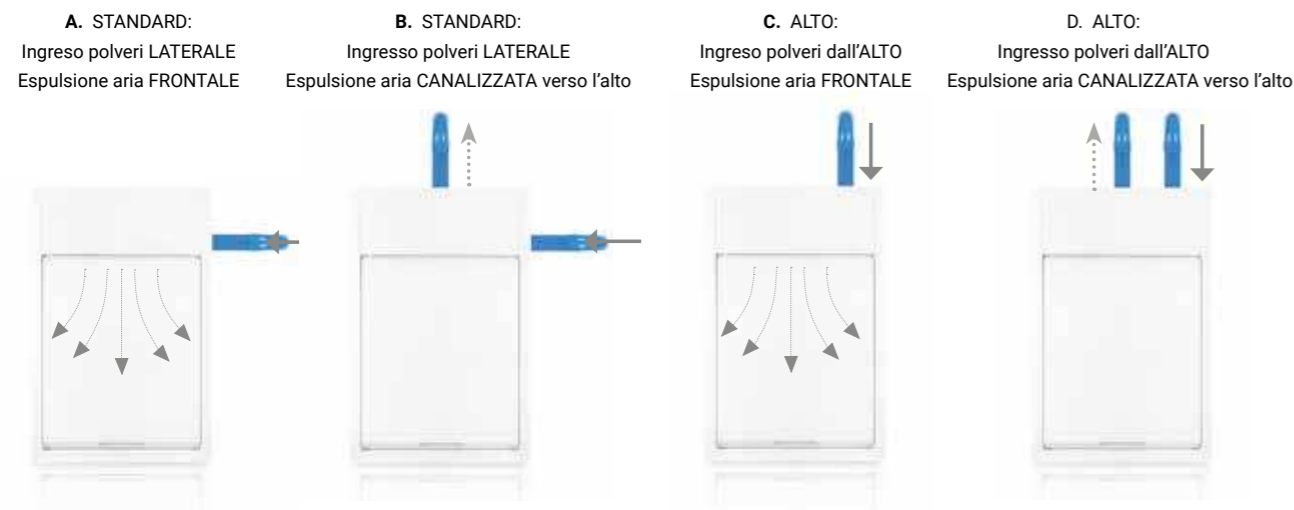 A. STANDARD:
Ingreso polveri LATERALE
Espulsione aria FRONTALE
B. STANDARD:
Ingresso polveri LATERALE
Espulsione aria CANALIZZATA verso l'alto
C. ALTO:
Ingreso polveri dall'ALTO
Espulsione aria FRONTALE
D. ALTO:
Ingresso polveri dall'ALTO
Espulsione aria CANALIZZATA verso l'alto